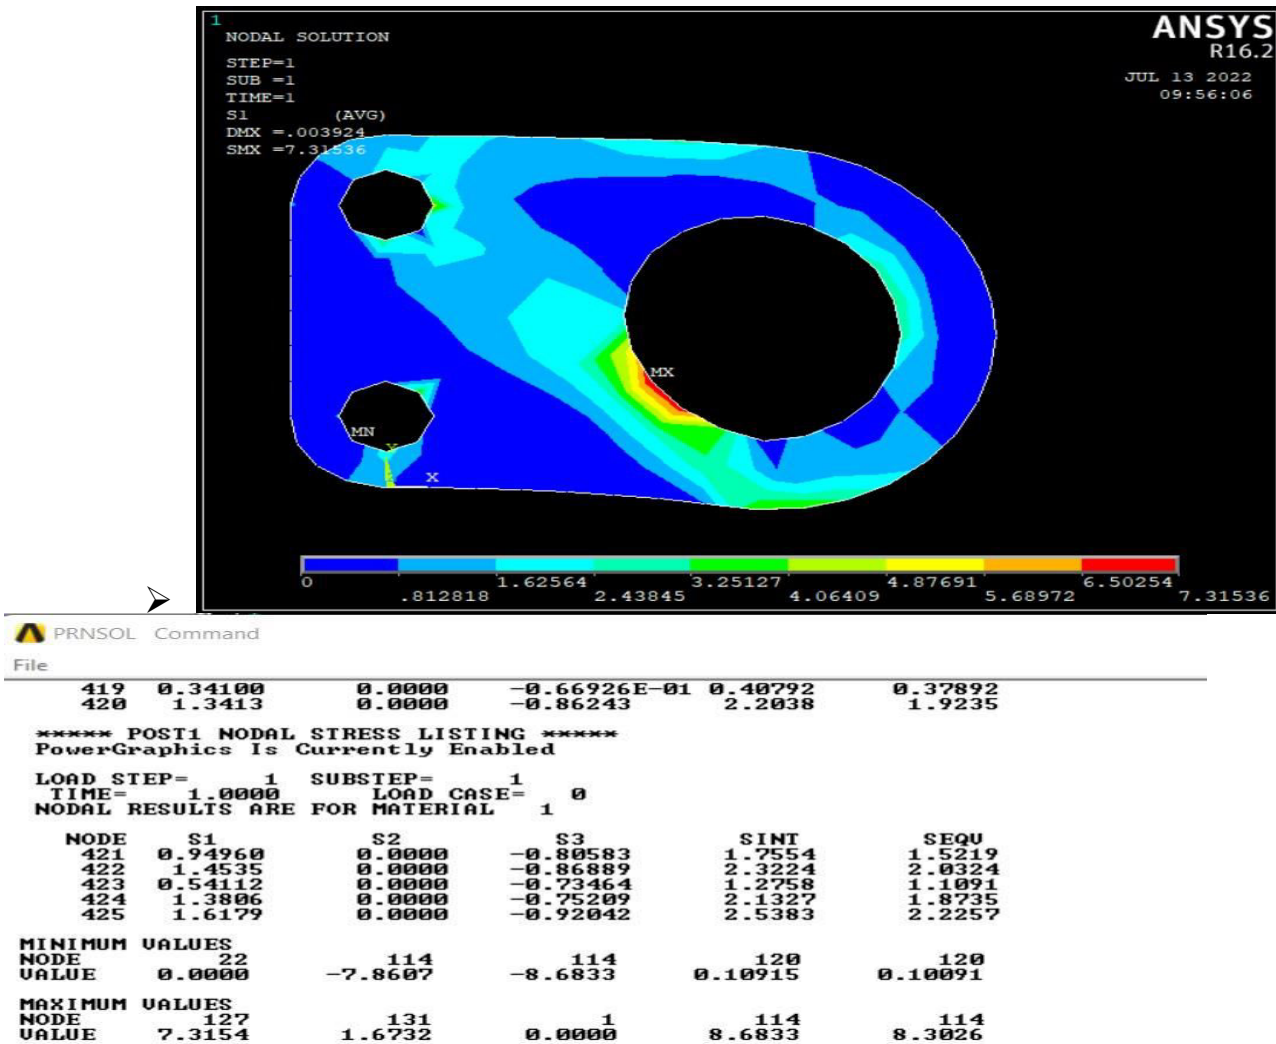 1
NODAL SOLUTION
STEP=1
SUB =1
TIME=1
S1 (AVG)
DMX =.003924
SMX =7.31536
ANSYS
R16.2
JUL 13 2022
09:56:06
MX
MN
Y
X
0 1.62564 3.25127 4.87691 6.50254
.812818 2.43845 4.06409 5.68972 7.31536
PRNSOL Command
File
419 0.34100 0.0000 -0.66926E-01 0.40792 0.37892
420 1.3413 0.0000 -0.86243 2.2038 1.9235
***** POST1 NODAL STRESS LISTING *****
PowerGraphics Is Currently Enabled
LOAD STEP= 1 SUBSTEP= 1
TIME= 1.0000 LOAD CASE= 0
NODAL RESULTS ARE FOR MATERIAL 1
NODE S1 S2 S3 SINT SEQV
421 0.94960 0.0000 -0.80583 1.7554 1.5219
422 1.4535 0.0000 -0.86889 2.3224 2.0324
423 0.54112 0.0000 -0.73464 1.2758 1.1091
424 1.3806 0.0000 -0.75209 2.1327 1.8735
425 1.6179 0.0000 -0.92042 2.5383 2.2257
MINIMUM VALUES
NODE 22 114 114 120 120
VALUE 0.0000 -7.8607 -8.6833 0.10915 0.10091
MAXIMUM VALUES
NODE 127 131 1 114 114
VALUE 7.3154 1.6732 0.0000 8.6833 8.3026